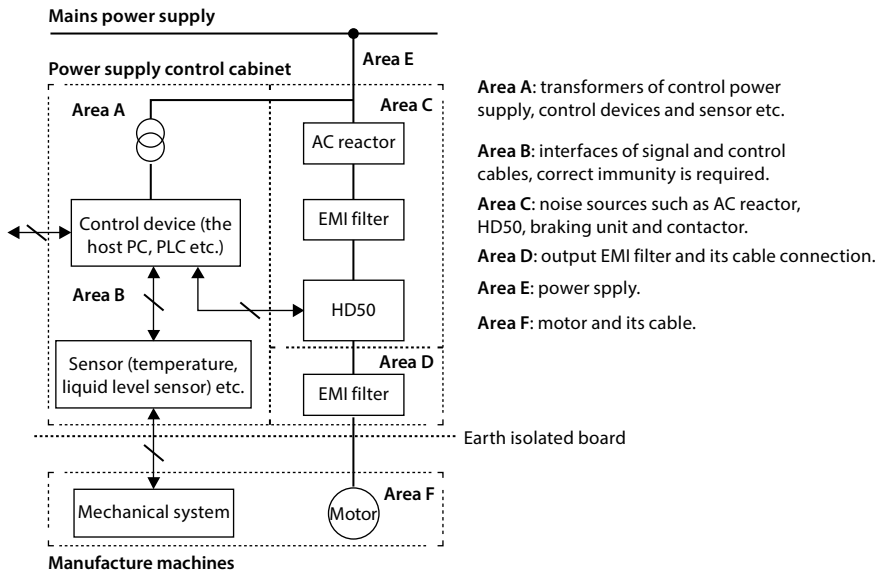 Mains power supply
Area E
Power supply control cabinet
Area A
Area C
AC reactor
EMI filter
Control device (the
host PC, PLC etc.)
Area B
HD50
Sensor (temperature,
liquid level sensor) etc.
Area D
EMI filter
Earth isolated board
Area F
Mechanical system
Motor
Manufacture machines
Area A: transformers of control power
supply, control devices and sensor etc.
Area B: interfaces of signal and control
cables, correct immunity is required.
Area C: noise sources such as AC reactor,
HD50, braking unit and contactor.
Area D: output EMI filter and its cable connection.
Area E: power spply.
Area F: motor and its cable.